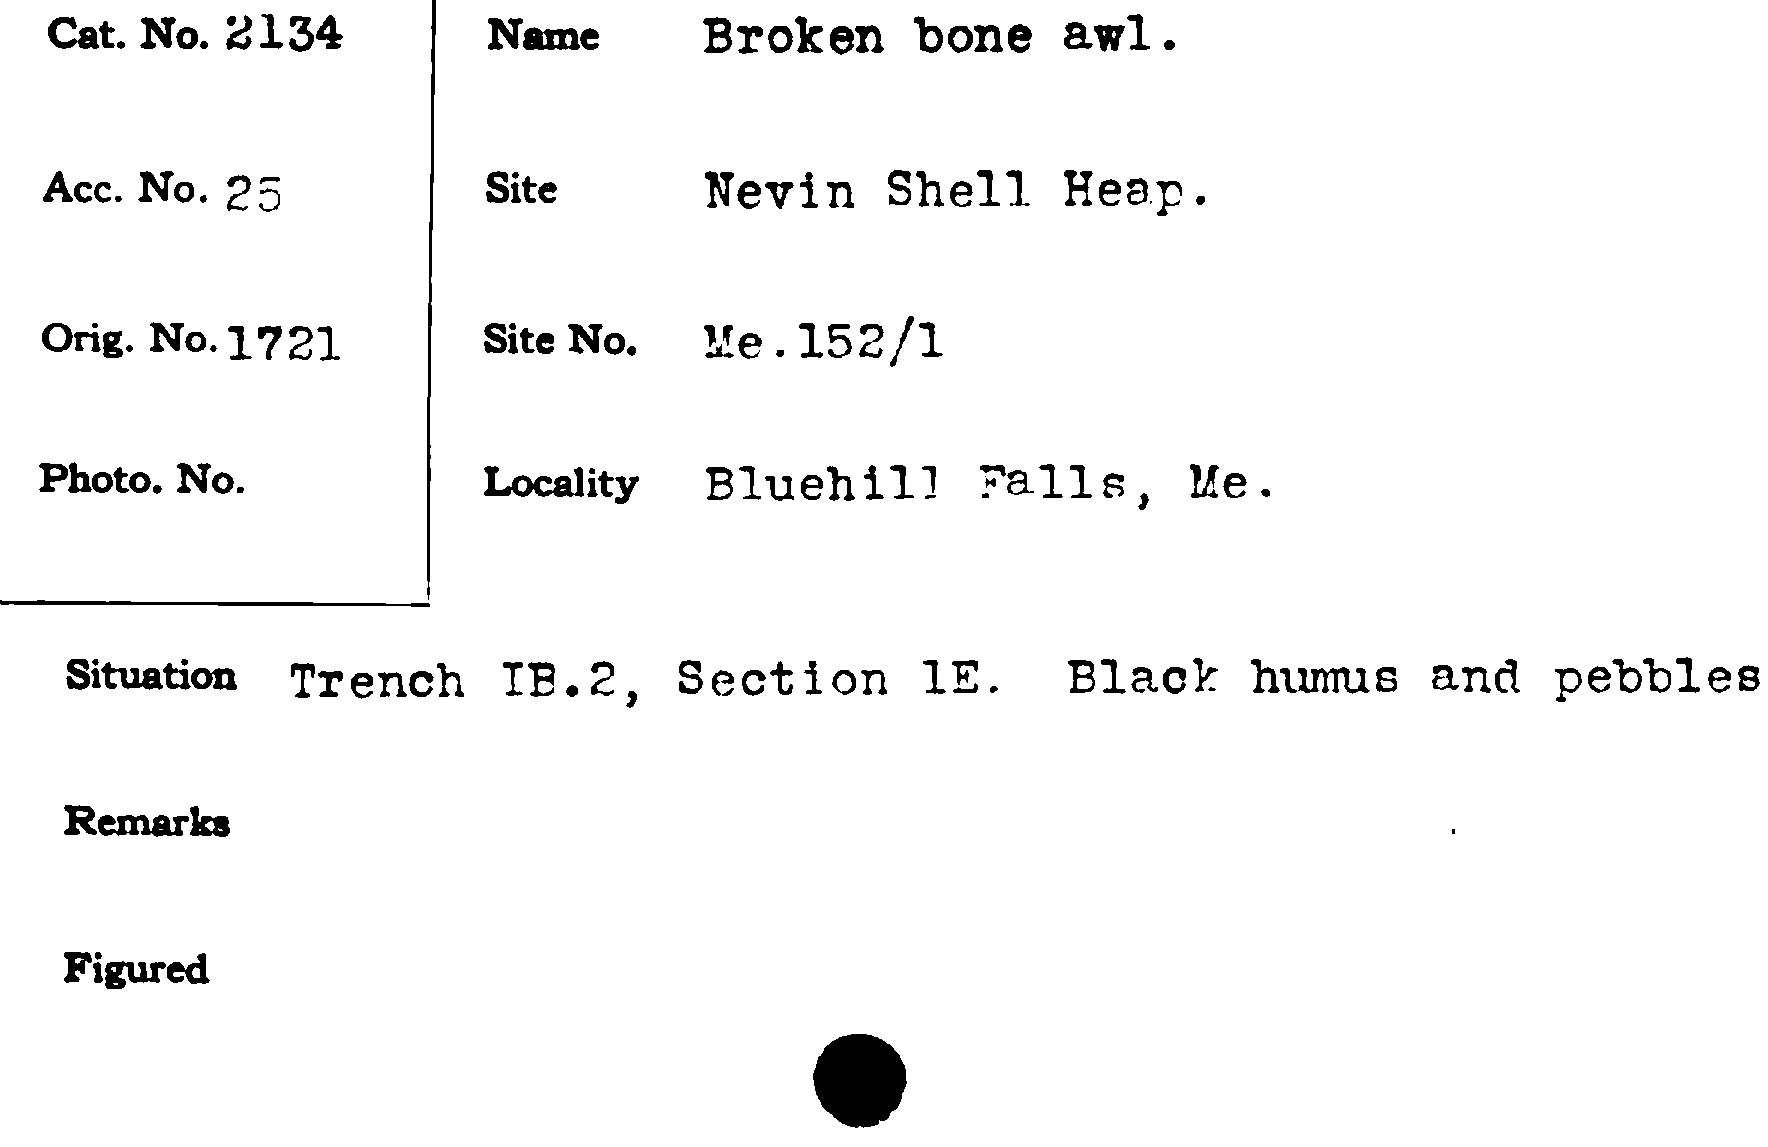 Cat. No. 2134
Name Broken bone awl.
Acc. No. 25
Site Nevin Shell Heap.
Orig. No. 1721
Site No. Me.152/1
Photo. No.
Locality Bluehill Falls, Me.
Situation Trench IB.2, Section 1E. Black humus and pebbles
Remarks
Figured